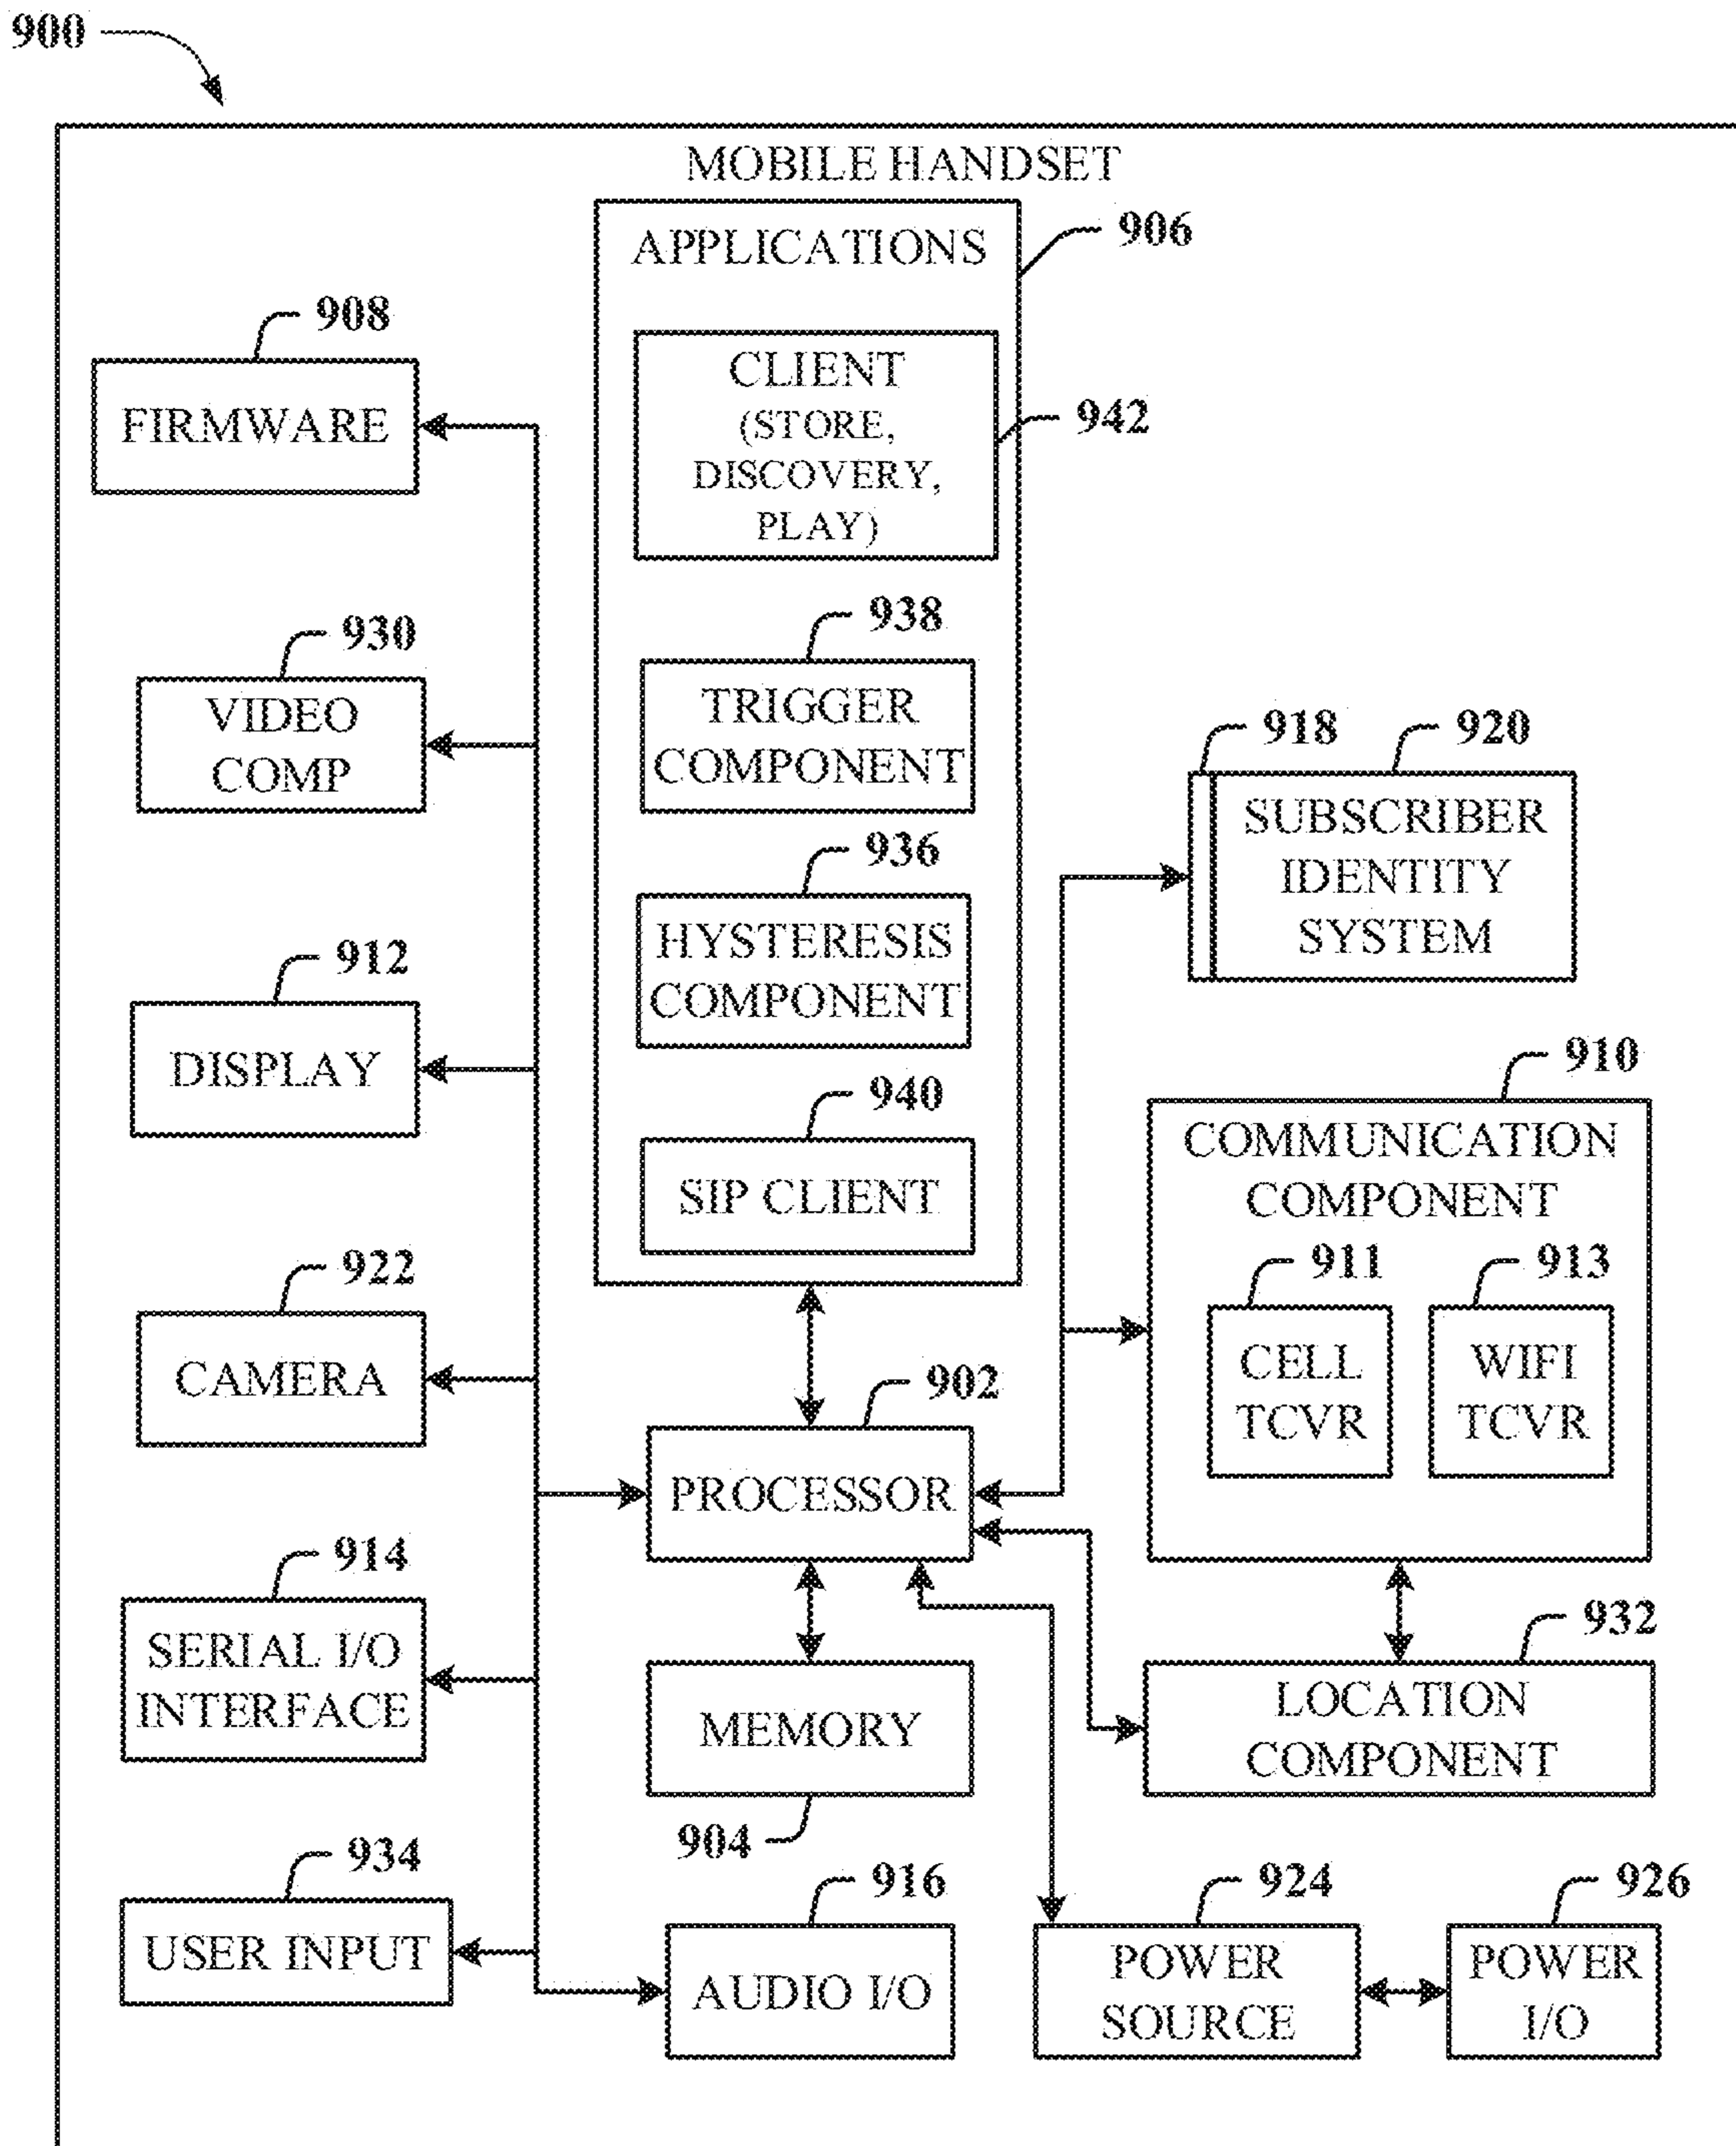 900
MOBILE HANDSET
APPLICATIONS
906
CLIENT
(STORE,
DISCOVERY,
PLAY)
942
908
FIRMWARE
938
TRIGGER
COMPONENT
930
VIDEO
COMP
936
HYSTERESIS
COMPONENT
918
920
SUBSCRIBER
IDENTITY
SYSTEM
912
DISPLAY
940
SIP CLIENT
910
COMMUNICATION
COMPONENT
911
CELL
TCVR
913
WIFI
TCVR
922
CAMERA
902
PROCESSOR
914
SERIAL I/O
INTERFACE
MEMORY
904
932
LOCATION
COMPONENT
934
USER INPUT
916
AUDIO I/O
924
POWER
SOURCE
926
POWER
I/O